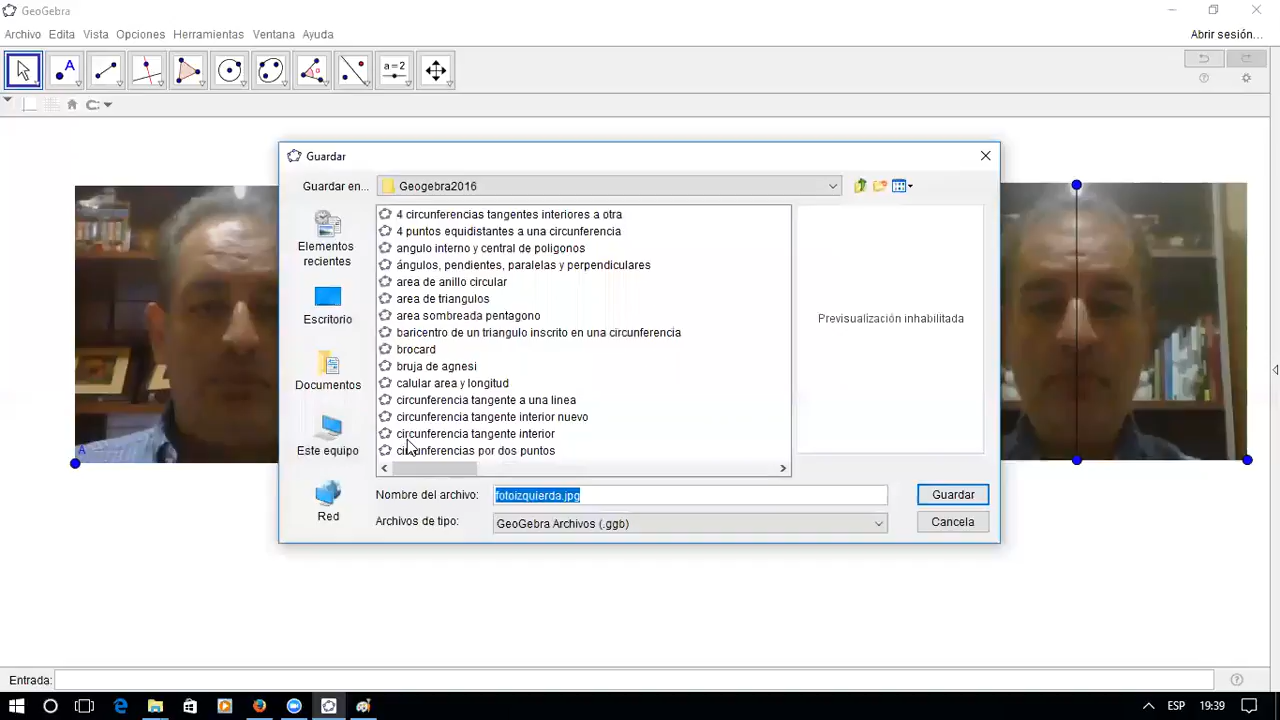 GeoGebra
Archivo Edita Vista Opciones Herramientas Ventana Ayuda
Abrir sesión…
A
a=2
Guardar
Guardar en...
Geogebra2016
4 circunferencias tangentes interiores a otra
4 puntos equidistantes a una circunferencia
angulo interno y central de poligonos
ángulos, pendientes, paralelas y perpendiculares
area de anillo circular
area de triangulos
area sombreada pentagono
baricentro de un triangulo inscrito en una circunferencia
brocard
bruja de agnesi
calular area y longitud
circunferencia tangente a una linea
circunferencia tangente interior nuevo
circunferencia tangente interior
circunferencias por dos puntos
Elementos
recientes
Escritorio
Documentos
Este equipo
Red
Previsualización inhabilitada
A
Nombre del archivo:
fotoizquierda.jpg
Guardar
Archivos de tipo:
GeoGebra Archivos (.ggb)
Cancela
Entrada:
ESP
19:39